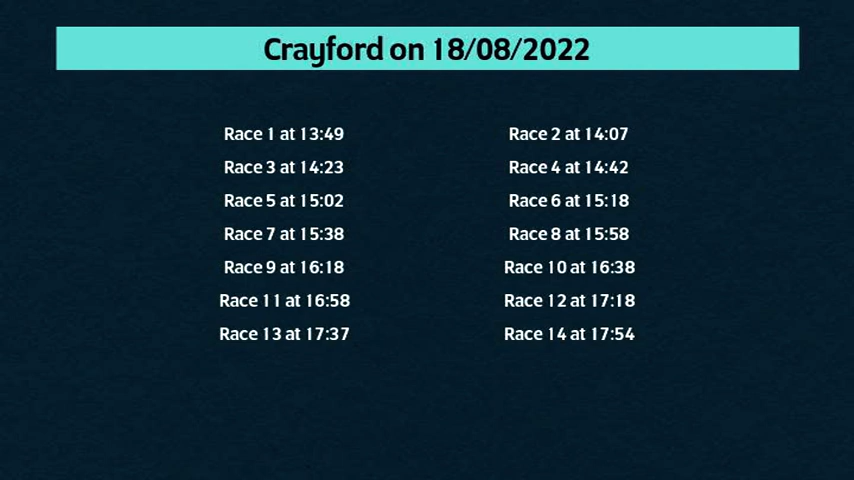 Crayford on 18/08/2022
Race 1 at 13:49
Race 2 at 14:07
Race 3 at 14:23
Race 4 at 14:42
Race 5 at 15:02
Race 6 at 15:18
Race 7 at 15:38
Race 8 at 15:58
Race 9 at 16:18
Race 10 at 16:38
Race 11 at 16:58
Race 12 at 17:18
Race 13 at 17:37
Race 14 at 17:54